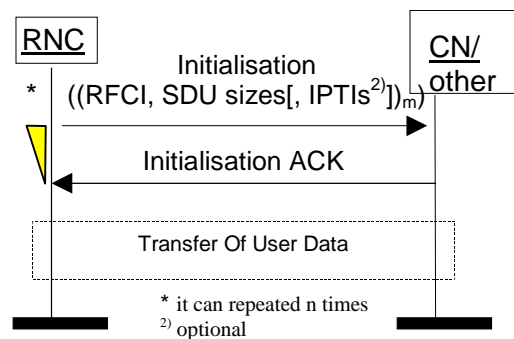 RNC
CN/
other
Initialisation
* ((RFCI, SDU sizes[, IPTIs²⁾])ₘ)
Initialisation ACK
Transfer Of User Data
* it can repeated n times
²⁾ optional